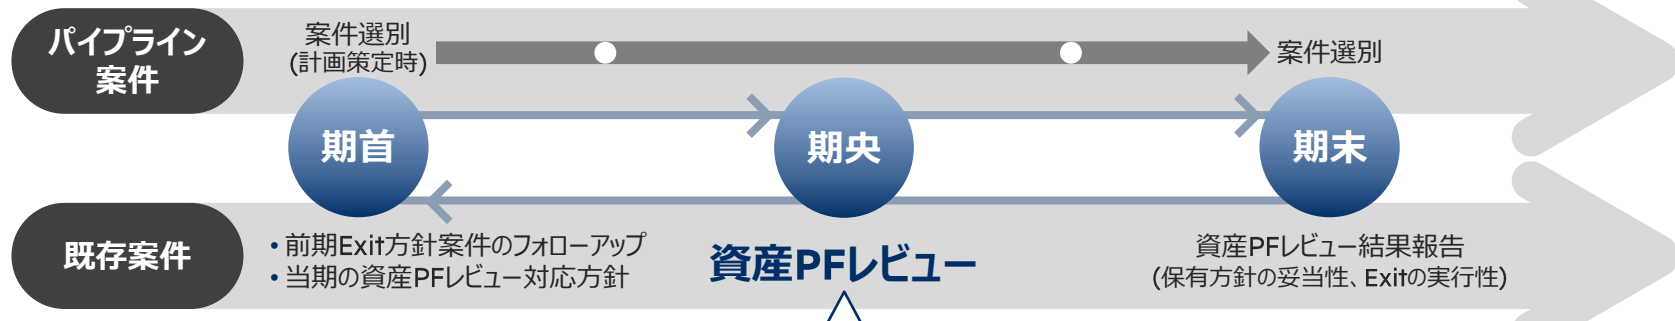 パイプライン
案件
案件選別
(計画策定時)
案件選別
期首
期央
期末
既存案件
・前期Exit方針案件のフォローアップ
・当期の資産PFレビュー対応方針
資産PFレビュー
資産PFレビュー結果報告
(保有方針の妥当性、Exitの実行性)